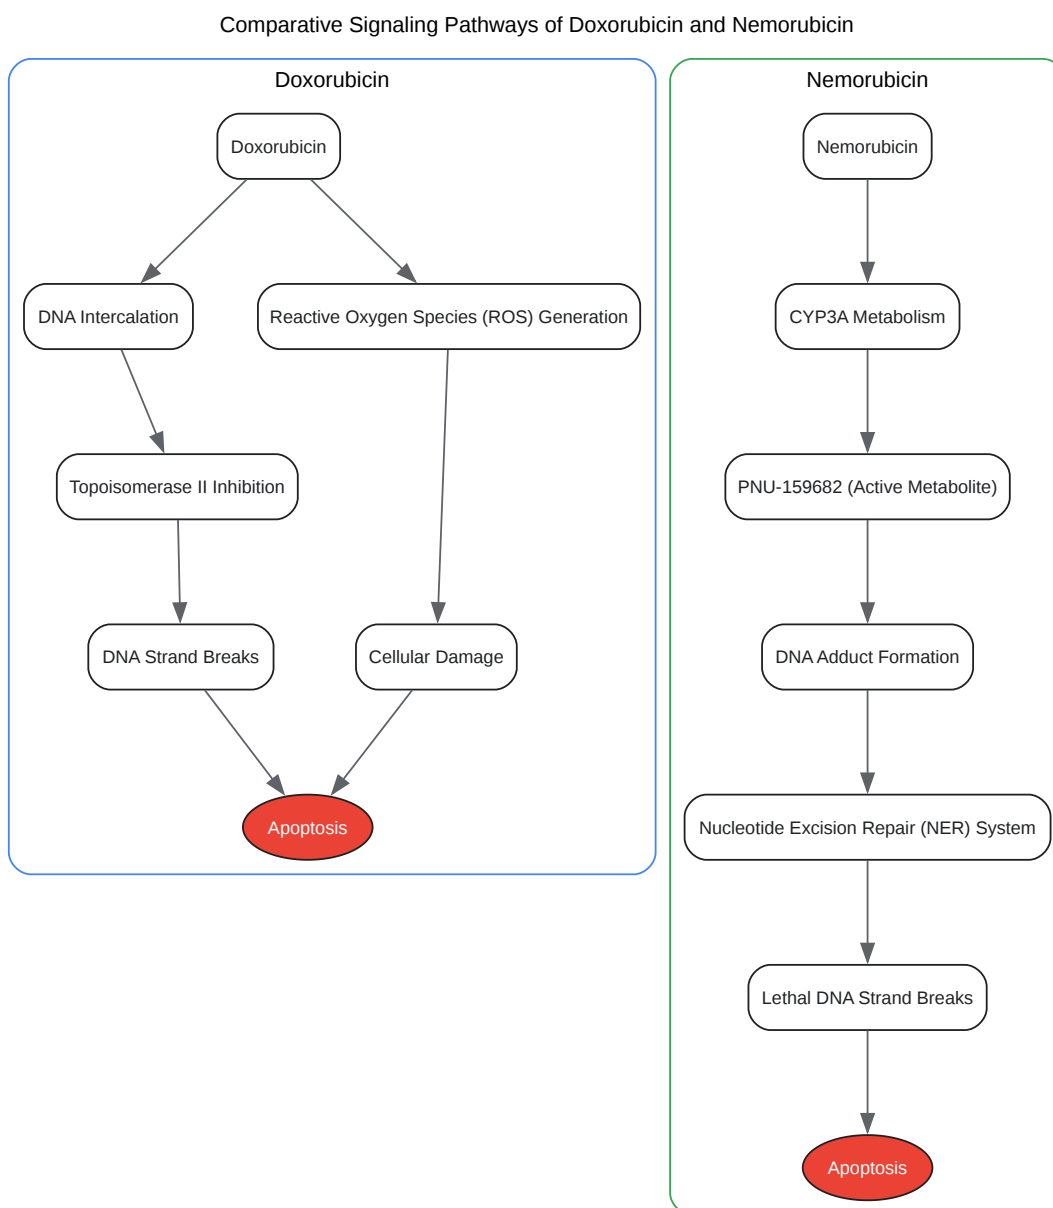 Comparative Signaling Pathways of Doxorubicin and Nemorubicin
Doxorubicin
Doxorubicin
DNA Intercalation
Reactive Oxygen Species (ROS) Generation
Topoisomerase II Inhibition
DNA Strand Breaks
Cellular Damage
Apoptosis
Nemorubicin
Nemorubicin
CYP3A Metabolism
PNU-159682 (Active Metabolite)
DNA Adduct Formation
Nucleotide Excision Repair (NER) System
Lethal DNA Strand Breaks
Apoptosis